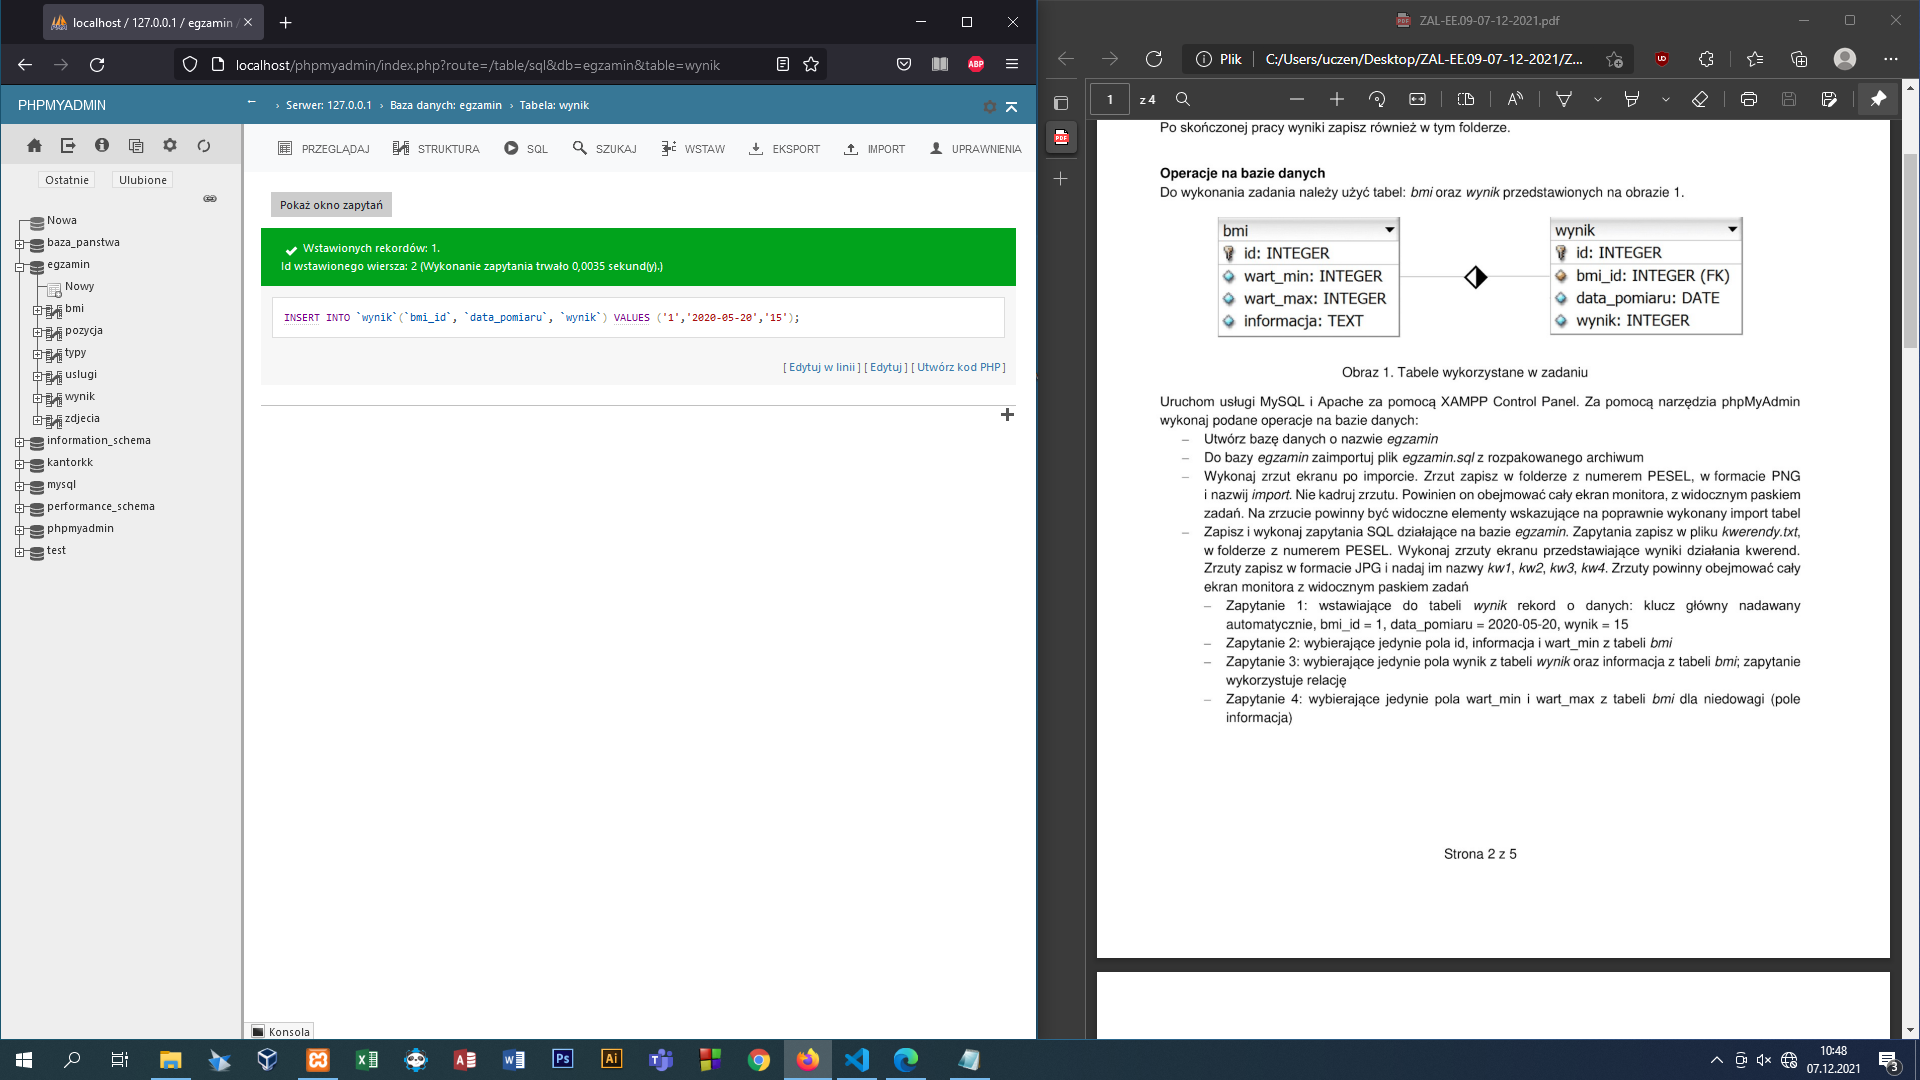 localhost / 127.0.0.1 / egzamin /
localhost/phpmyadmin/index.php?route=/table/sql&db=egzamin&table=wynik
ABP
PHPMYADMIN
Serwer: 127.0.0.1 › Baza danych: egzamin › Tabela: wynik
PRZEGLĄDAJ
STRUKTURA
SQL
SZUKAJ
WSTAW
EKSPORT
IMPORT
UPRAWNIENIA
Ostatnie
Ulubione
Nowa
baza_panstwa
egzamin
Nowy
bmi
pozycja
typy
uslugi
wynik
zdjecia
information_schema
kantorkk
mysql
performance_schema
phpmyadmin
test
Pokaż okno zapytań
Wstawionych rekordów: 1.
Id wstawionego wiersza: 2 (Wykonanie zapytania trwało 0,0035 sekund(y).)
INSERT INTO `wynik`(`bmi_id`, `data_pomiaru`, `wynik`) VALUES ('1','2020-05-20','15');
[ Edytuj w linii ] [ Edytuj ] [ Utwórz kod PHP ]
Konsola
ZAL-EE.09-07-12-2021.pdf
Plik
C:/Users/uczen/Desktop/ZAL-EE.09-07-12-2021/Z...
1
z 4
Po skończonej pracy wyniki zapisz również w tym folderze.
Operacje na bazie danych
Do wykonania zadania należy użyć tabel: bmi oraz wynik przedstawionych na obrazie 1.
bmi
id: INTEGER
wart_min: INTEGER
wart_max: INTEGER
informacja: TEXT
wynik
id: INTEGER
bmi_id: INTEGER (FK)
data_pomiaru: DATE
wynik: INTEGER
Obraz 1. Tabele wykorzystane w zadaniu
Uruchom usługi MySQL i Apache za pomocą XAMPP Control Panel. Za pomocą narzędzia phpMyAdmin
wykonaj podane operacje na bazie danych:
– Utwórz bazę danych o nazwie egzamin
– Do bazy egzamin zaimportuj plik egzamin.sql z rozpakowanego archiwum
– Wykonaj zrzut ekranu po imporcie. Zrzut zapisz w folderze z numerem PESEL, w formacie PNG
i nazwij import. Nie kadruj zrzutu. Powinien on obejmować cały ekran monitora, z widocznym paskiem
zadań. Na zrzucie powinny być widoczne elementy wskazujące na poprawnie wykonany import tabel
– Zapisz i wykonaj zapytania SQL działające na bazie egzamin. Zapytania zapisz w pliku kwerendy.txt,
w folderze z numerem PESEL. Wykonaj zrzuty ekranu przedstawiające wyniki działania kwerend.
Zrzuty zapisz w formacie JPG i nadaj im nazwy kw1, kw2, kw3, kw4. Zrzuty powinny obejmować cały
ekran monitora z widocznym paskiem zadań
– Zapytanie 1: wstawiające do tabeli wynik rekord o danych: klucz główny nadawany
automatycznie, bmi_id = 1, data_pomiaru = 2020-05-20, wynik = 15
– Zapytanie 2: wybierające jedynie pola id, informacja i wart_min z tabeli bmi
– Zapytanie 3: wybierające jedynie pola wynik z tabeli wynik oraz informacja z tabeli bmi; zapytanie
wykorzystuje relację
– Zapytanie 4: wybierające jedynie pola wart_min i wart_max z tabeli bmi dla niedowagi (pole
informacja)
Strona 2 z 5
Ps
Ai
10:48
07.12.2021
3